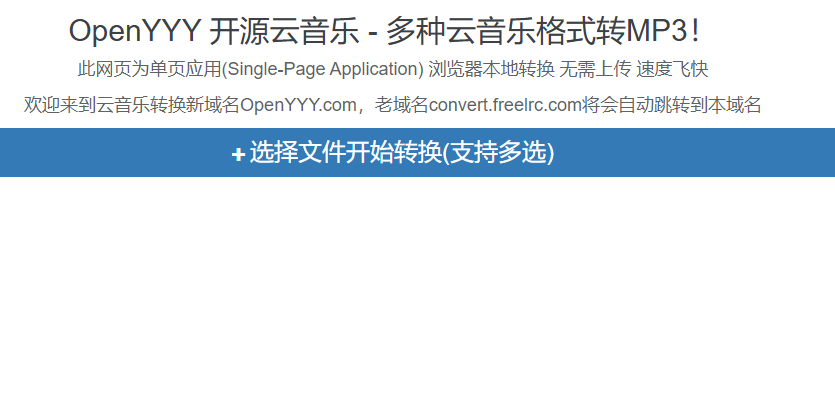 OpenYYY 开源云音乐 - 多种云音乐格式转MP3！
此网页为单页应用(Single-Page Application) 浏览器本地转换 无需上传 速度飞快
欢迎来到云音乐转换新域名OpenYYY.com，老域名convert.freelrc.com将会自动跳转到本域名
+ 选择文件开始转换(支持多选)